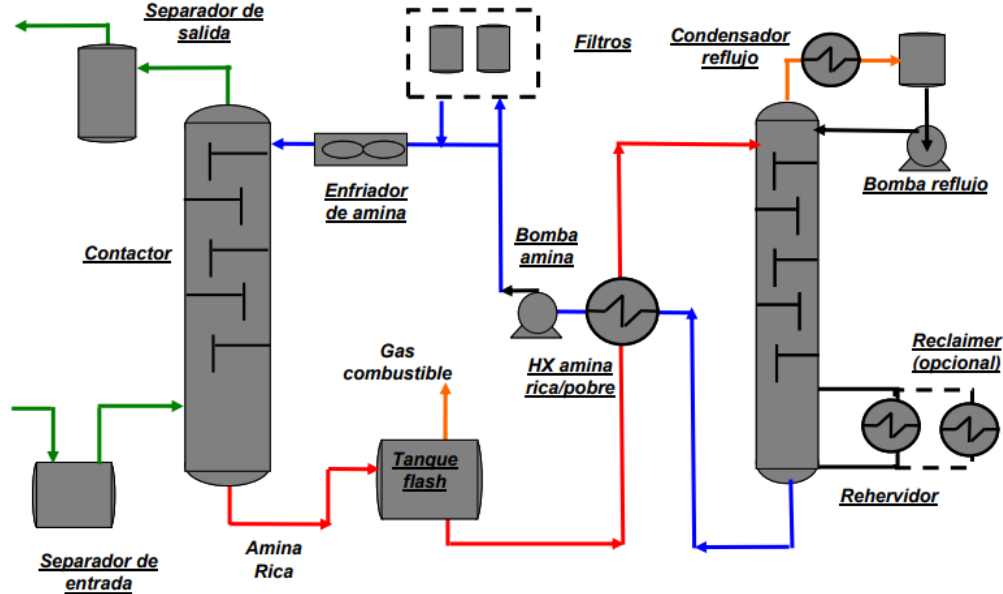 Separador de
salida
Filtros
Condensador
reflujo
Enfriador
de amina
Bomba reflujo
Contactor
Bomba
amina
Gas
combustible
HX amina
rica/pobre
Reclaimer
(opcional)
Tanque
flash
Rehervidor
Amina
Rica
Separador de
entrada